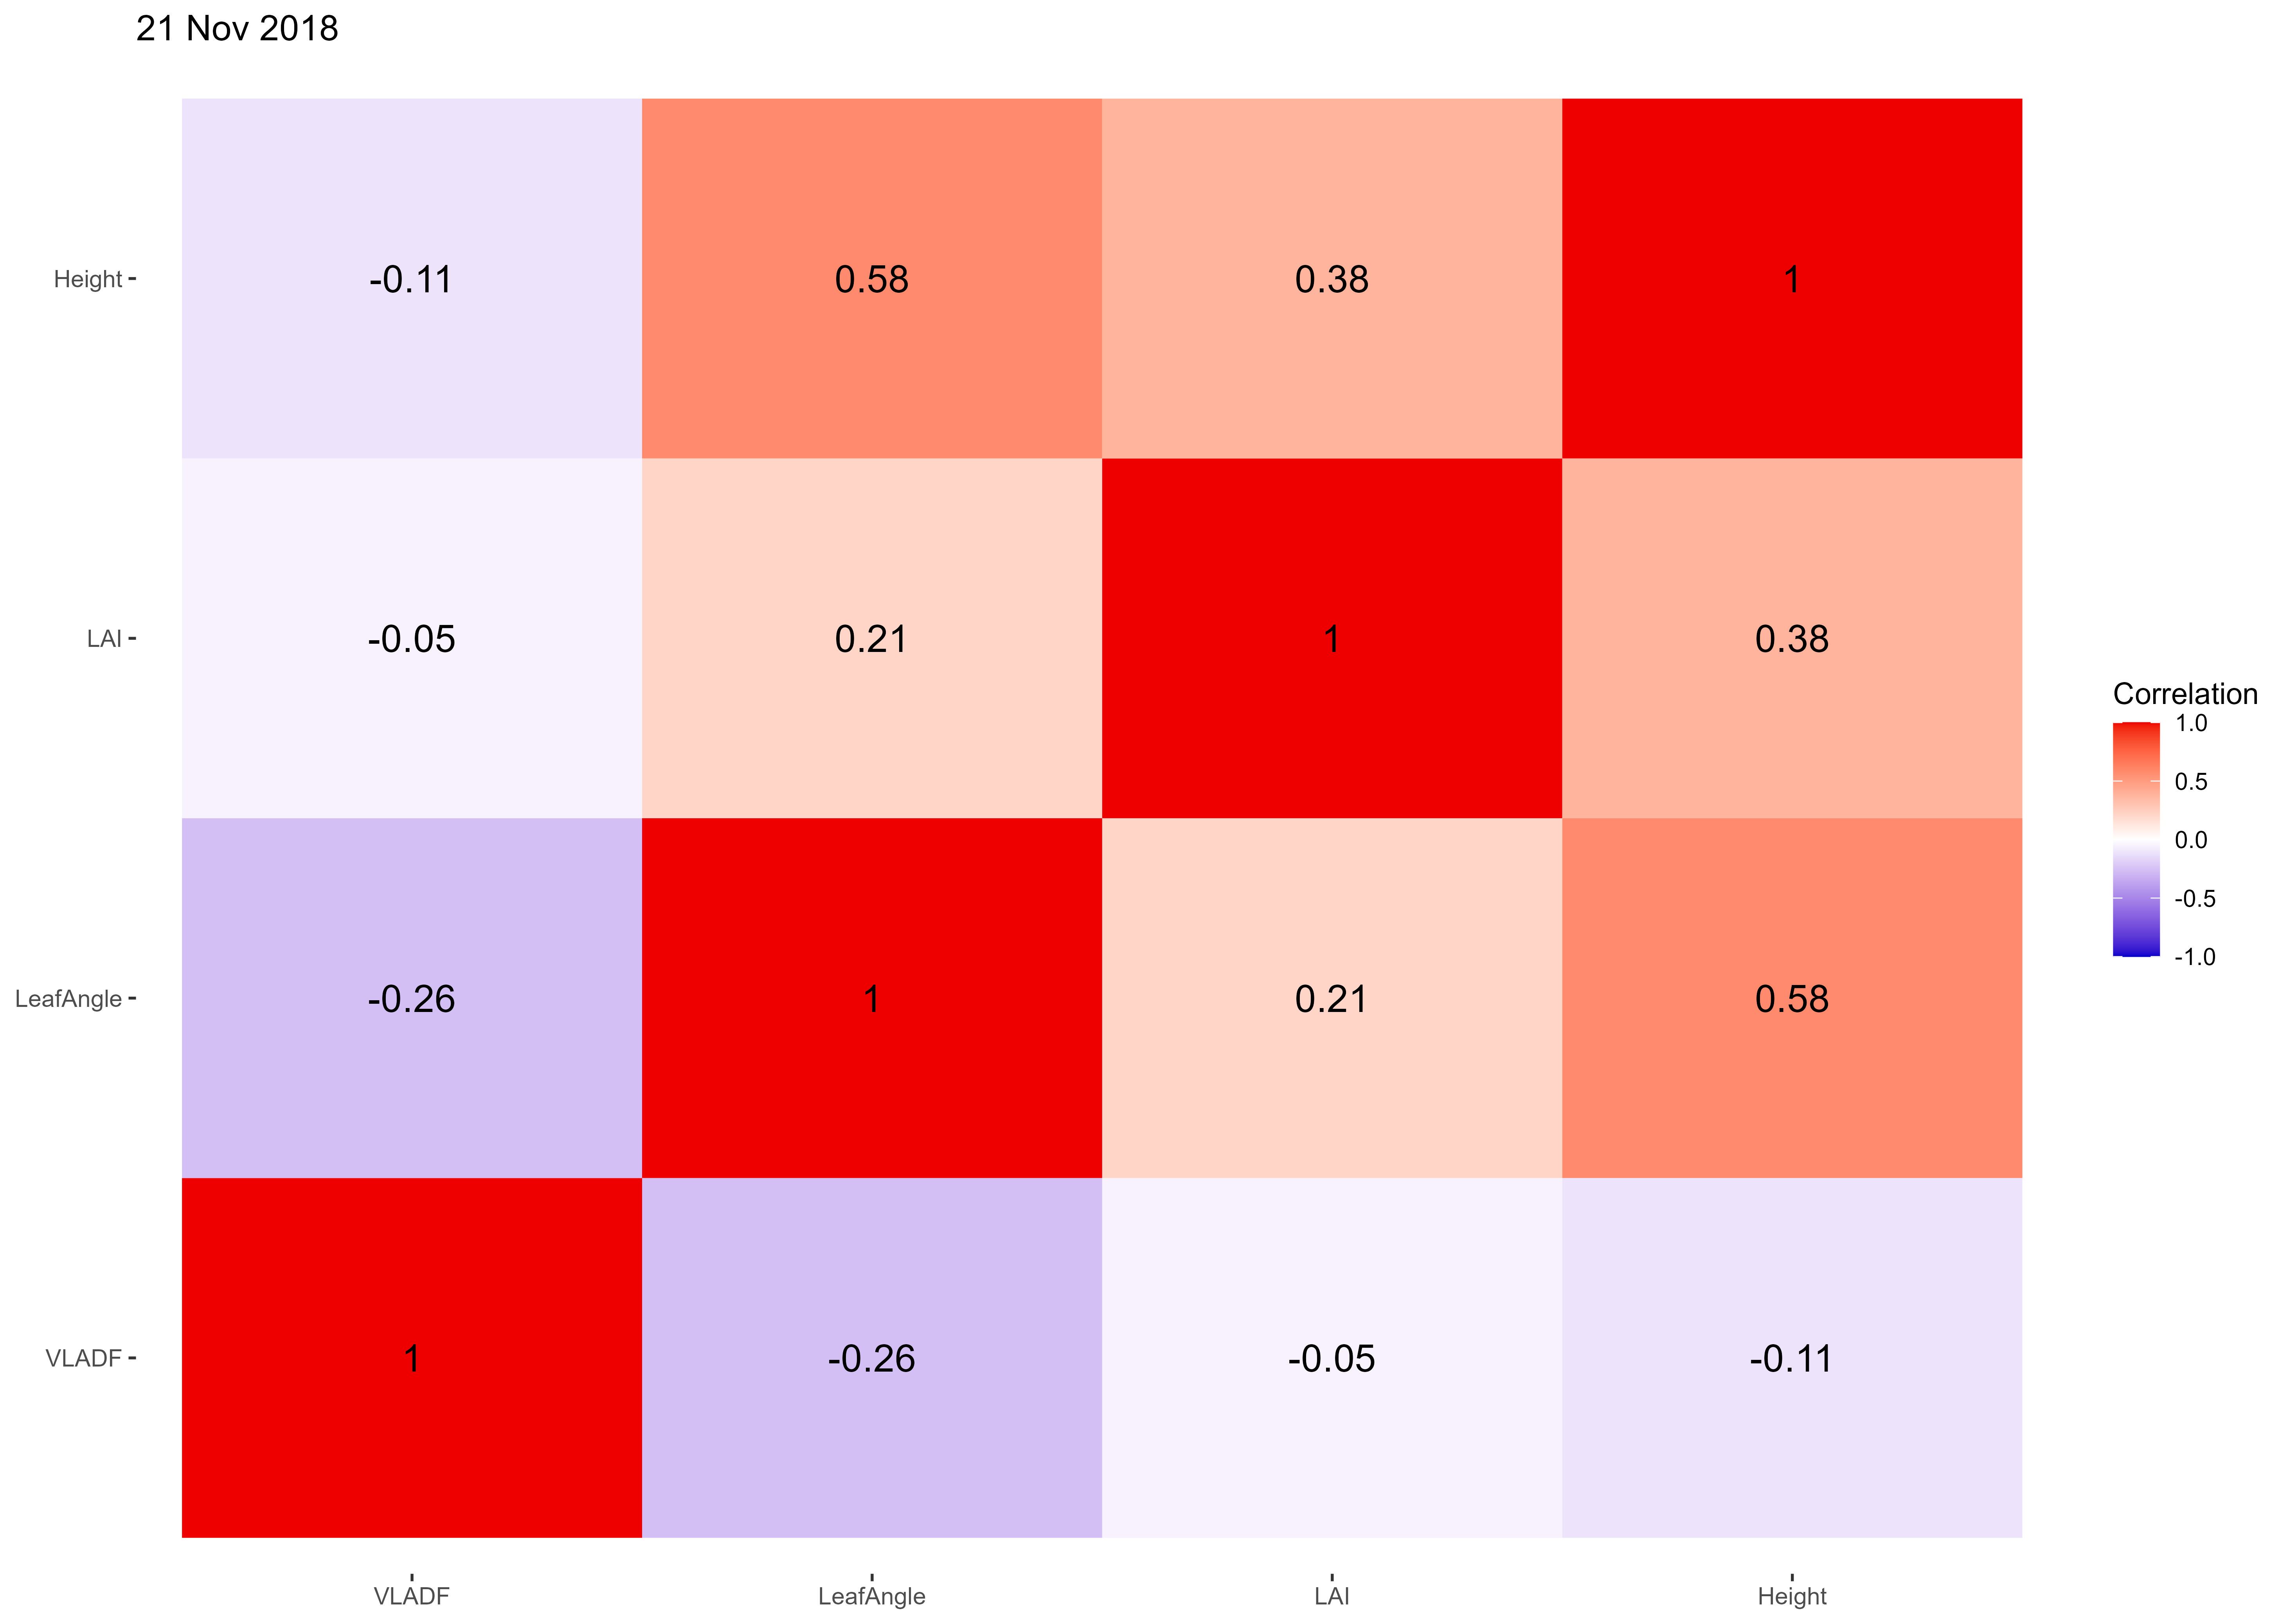 21 Nov 2018
Height
-0.11 0.58 0.38 1
LAI
-0.05 0.21 1 0.38
LeafAngle
-0.26 1 0.21 0.58
VLADF
1 -0.26 -0.05 -0.11
VLADF LeafAngle LAI Height
Correlation
1.0
0.5
0.0
-0.5
-1.0